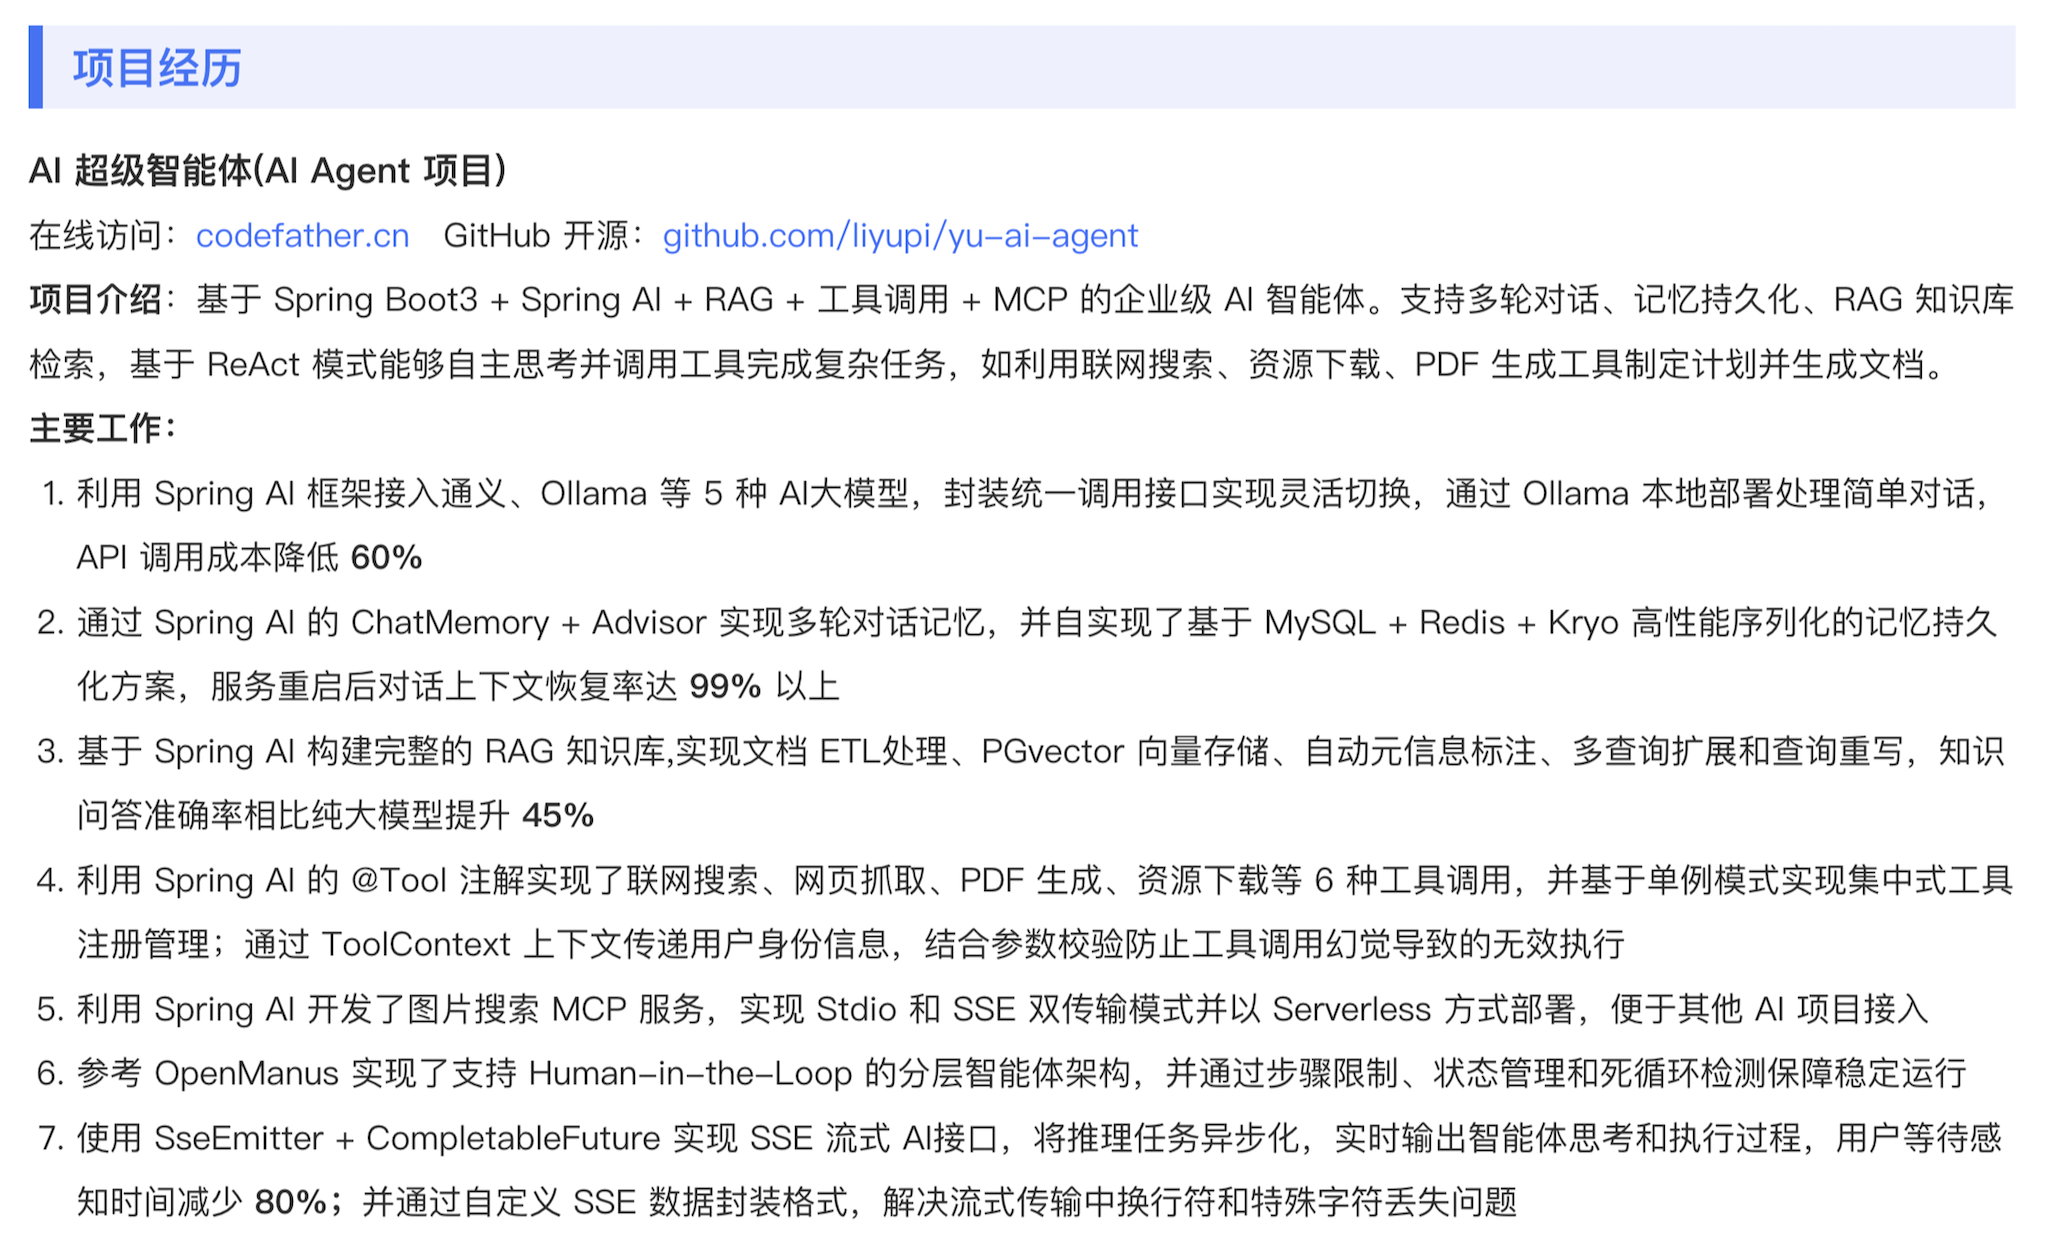 项目经历
AI 超级智能体(AI Agent 项目)
在线访问：codefather.cn GitHub 开源：github.com/liyupi/yu-ai-agent
项目介绍：基于 Spring Boot3 + Spring AI + RAG + 工具调用 + MCP 的企业级 AI 智能体。支持多轮对话、记忆持久化、RAG 知识库
检索，基于 ReAct 模式能够自主思考并调用工具完成复杂任务，如利用联网搜索、资源下载、PDF 生成工具制定计划并生成文档。
主要工作：
1. 利用 Spring AI 框架接入通义、Ollama 等 5 种 AI大模型，封装统一调用接口实现灵活切换，通过 Ollama 本地部署处理简单对话，
API 调用成本降低 60%
2. 通过 Spring AI 的 ChatMemory + Advisor 实现多轮对话记忆，并自实现了基于 MySQL + Redis + Kryo 高性能序列化的记忆持久
化方案，服务重启后对话上下文恢复率达 99% 以上
3. 基于 Spring AI 构建完整的 RAG 知识库,实现文档 ETL处理、PGvector 向量存储、自动元信息标注、多查询扩展和查询重写，知识
问答准确率相比纯大模型提升 45%
4. 利用 Spring AI 的 @Tool 注解实现了联网搜索、网页抓取、PDF 生成、资源下载等 6 种工具调用，并基于单例模式实现集中式工具
注册管理；通过 ToolContext 上下文传递用户身份信息，结合参数校验防止工具调用幻觉导致的无效执行
5. 利用 Spring AI 开发了图片搜索 MCP 服务，实现 Stdio 和 SSE 双传输模式并以 Serverless 方式部署，便于其他 AI 项目接入
6. 参考 OpenManus 实现了支持 Human-in-the-Loop 的分层智能体架构，并通过步骤限制、状态管理和死循环检测保障稳定运行
7. 使用 SseEmitter + CompletableFuture 实现 SSE 流式 AI接口，将推理任务异步化，实时输出智能体思考和执行过程，用户等待感
知时间减少 80%；并通过自定义 SSE 数据封装格式，解决流式传输中换行符和特殊字符丢失问题